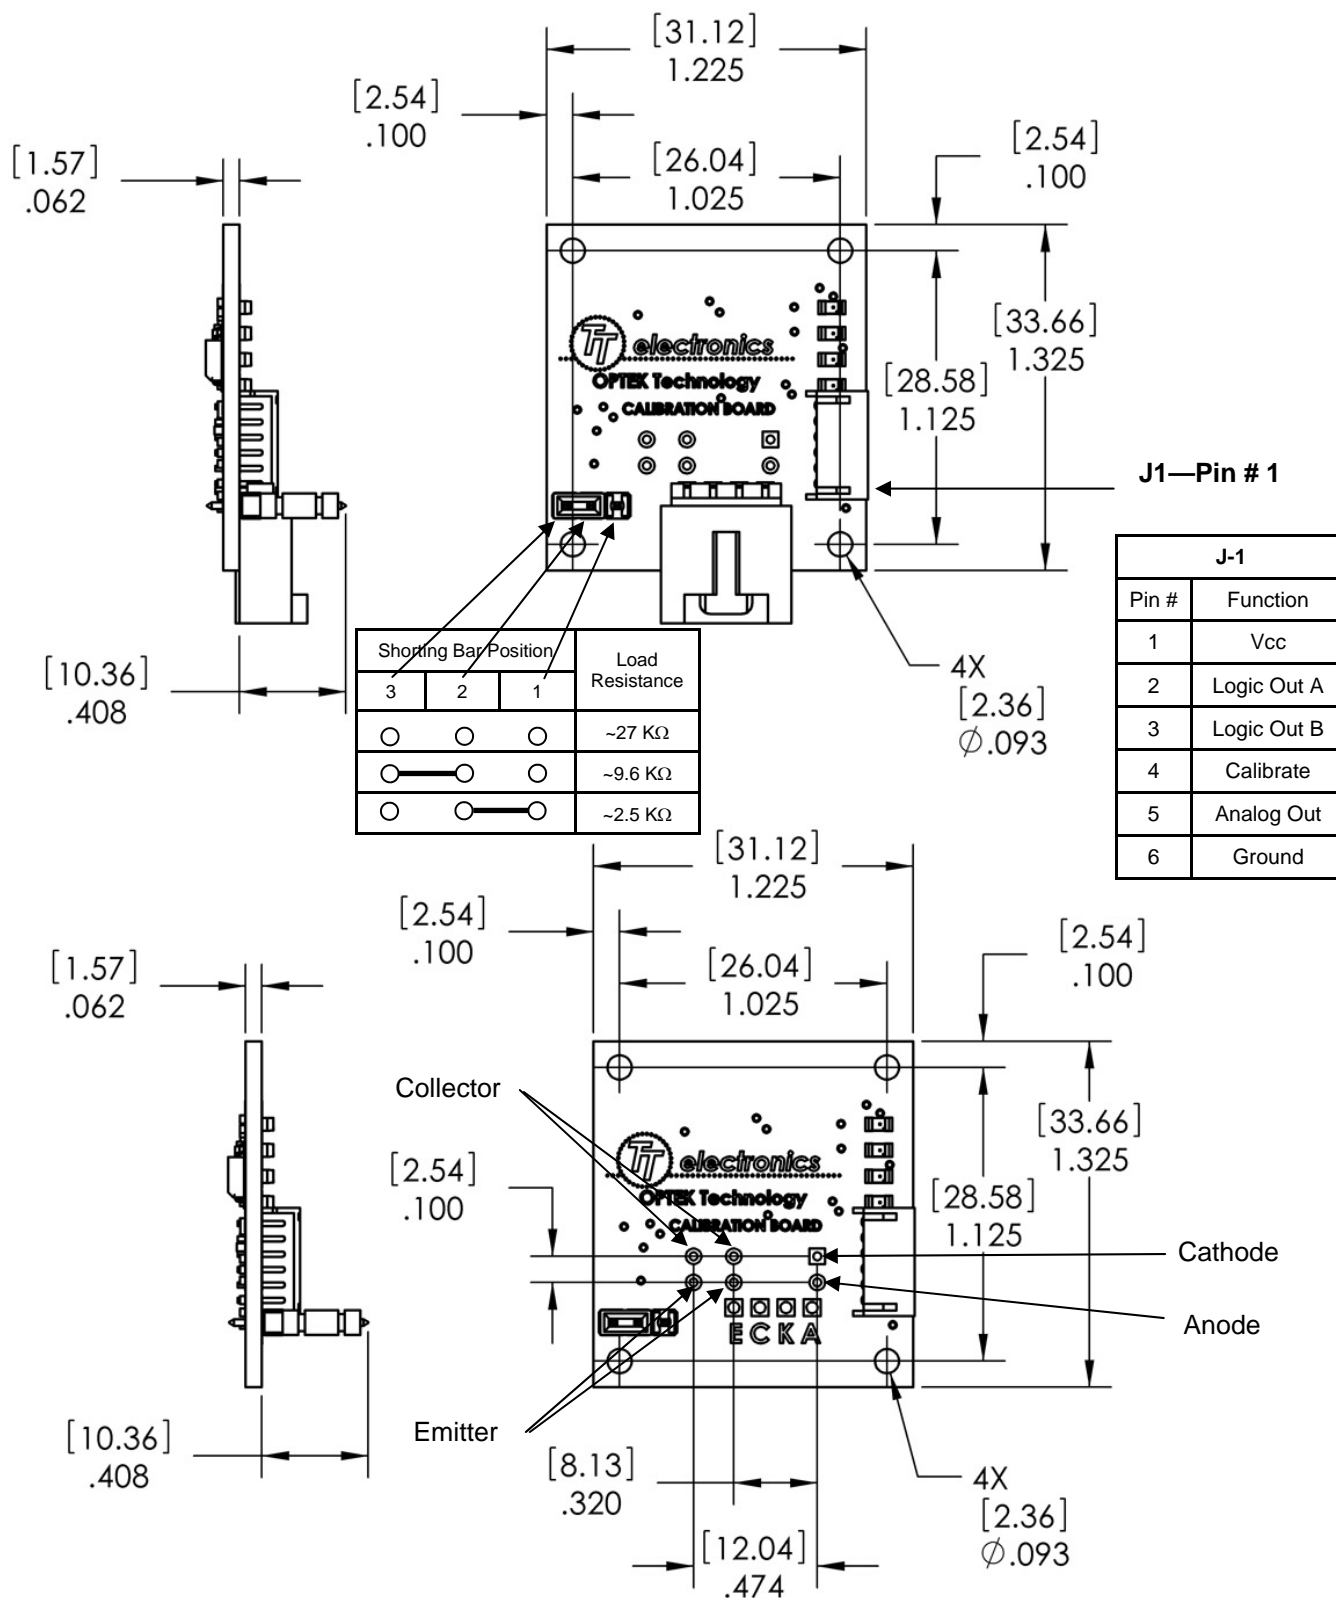 [31.12]
1.225
[2.54]
.100
[1.57]
.062
[26.04]
1.025
[2.54]
.100
[33.66]
1.325
[28.58]
1.125
TT electronics
OPTEK Technology
CALIBRATION BOARD
J1—Pin # 1
J-1
Pin # Function
1 Vcc
2 Logic Out A
3 Logic Out B
4 Calibrate
5 Analog Out
6 Ground
[10.36]
.408
4X
[2.36]
∅.093
Shorting Bar Position Load Resistance
3 2 1
~27 KΩ
~9.6 KΩ
~2.5 KΩ
[31.12]
1.225
[2.54]
.100
[1.57]
.062
[26.04]
1.025
[2.54]
.100
Collector
[2.54]
.100
TT electronics
OPTEK Technology
CALIBRATION BOARD
[33.66]
1.325
[28.58]
1.125
Cathode
Anode
E C K A
Emitter
[10.36]
.408
[8.13]
.320
[12.04]
.474
4X
[2.36]
∅.093